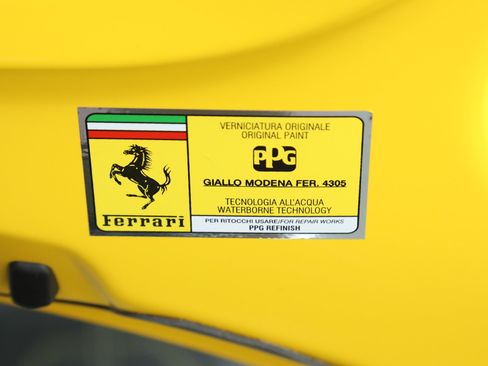 Ferrari
VERNICIATURA ORIGINALE
ORIGINAL PAINT
PPG
GIALLO MODENA FER. 4305
TECNOLOGIA ALL'ACQUA
WATERBORNE TECHNOLOGY
PER RITOCCHI USARE/FOR REPAIR WORKS
PPG REFINISH